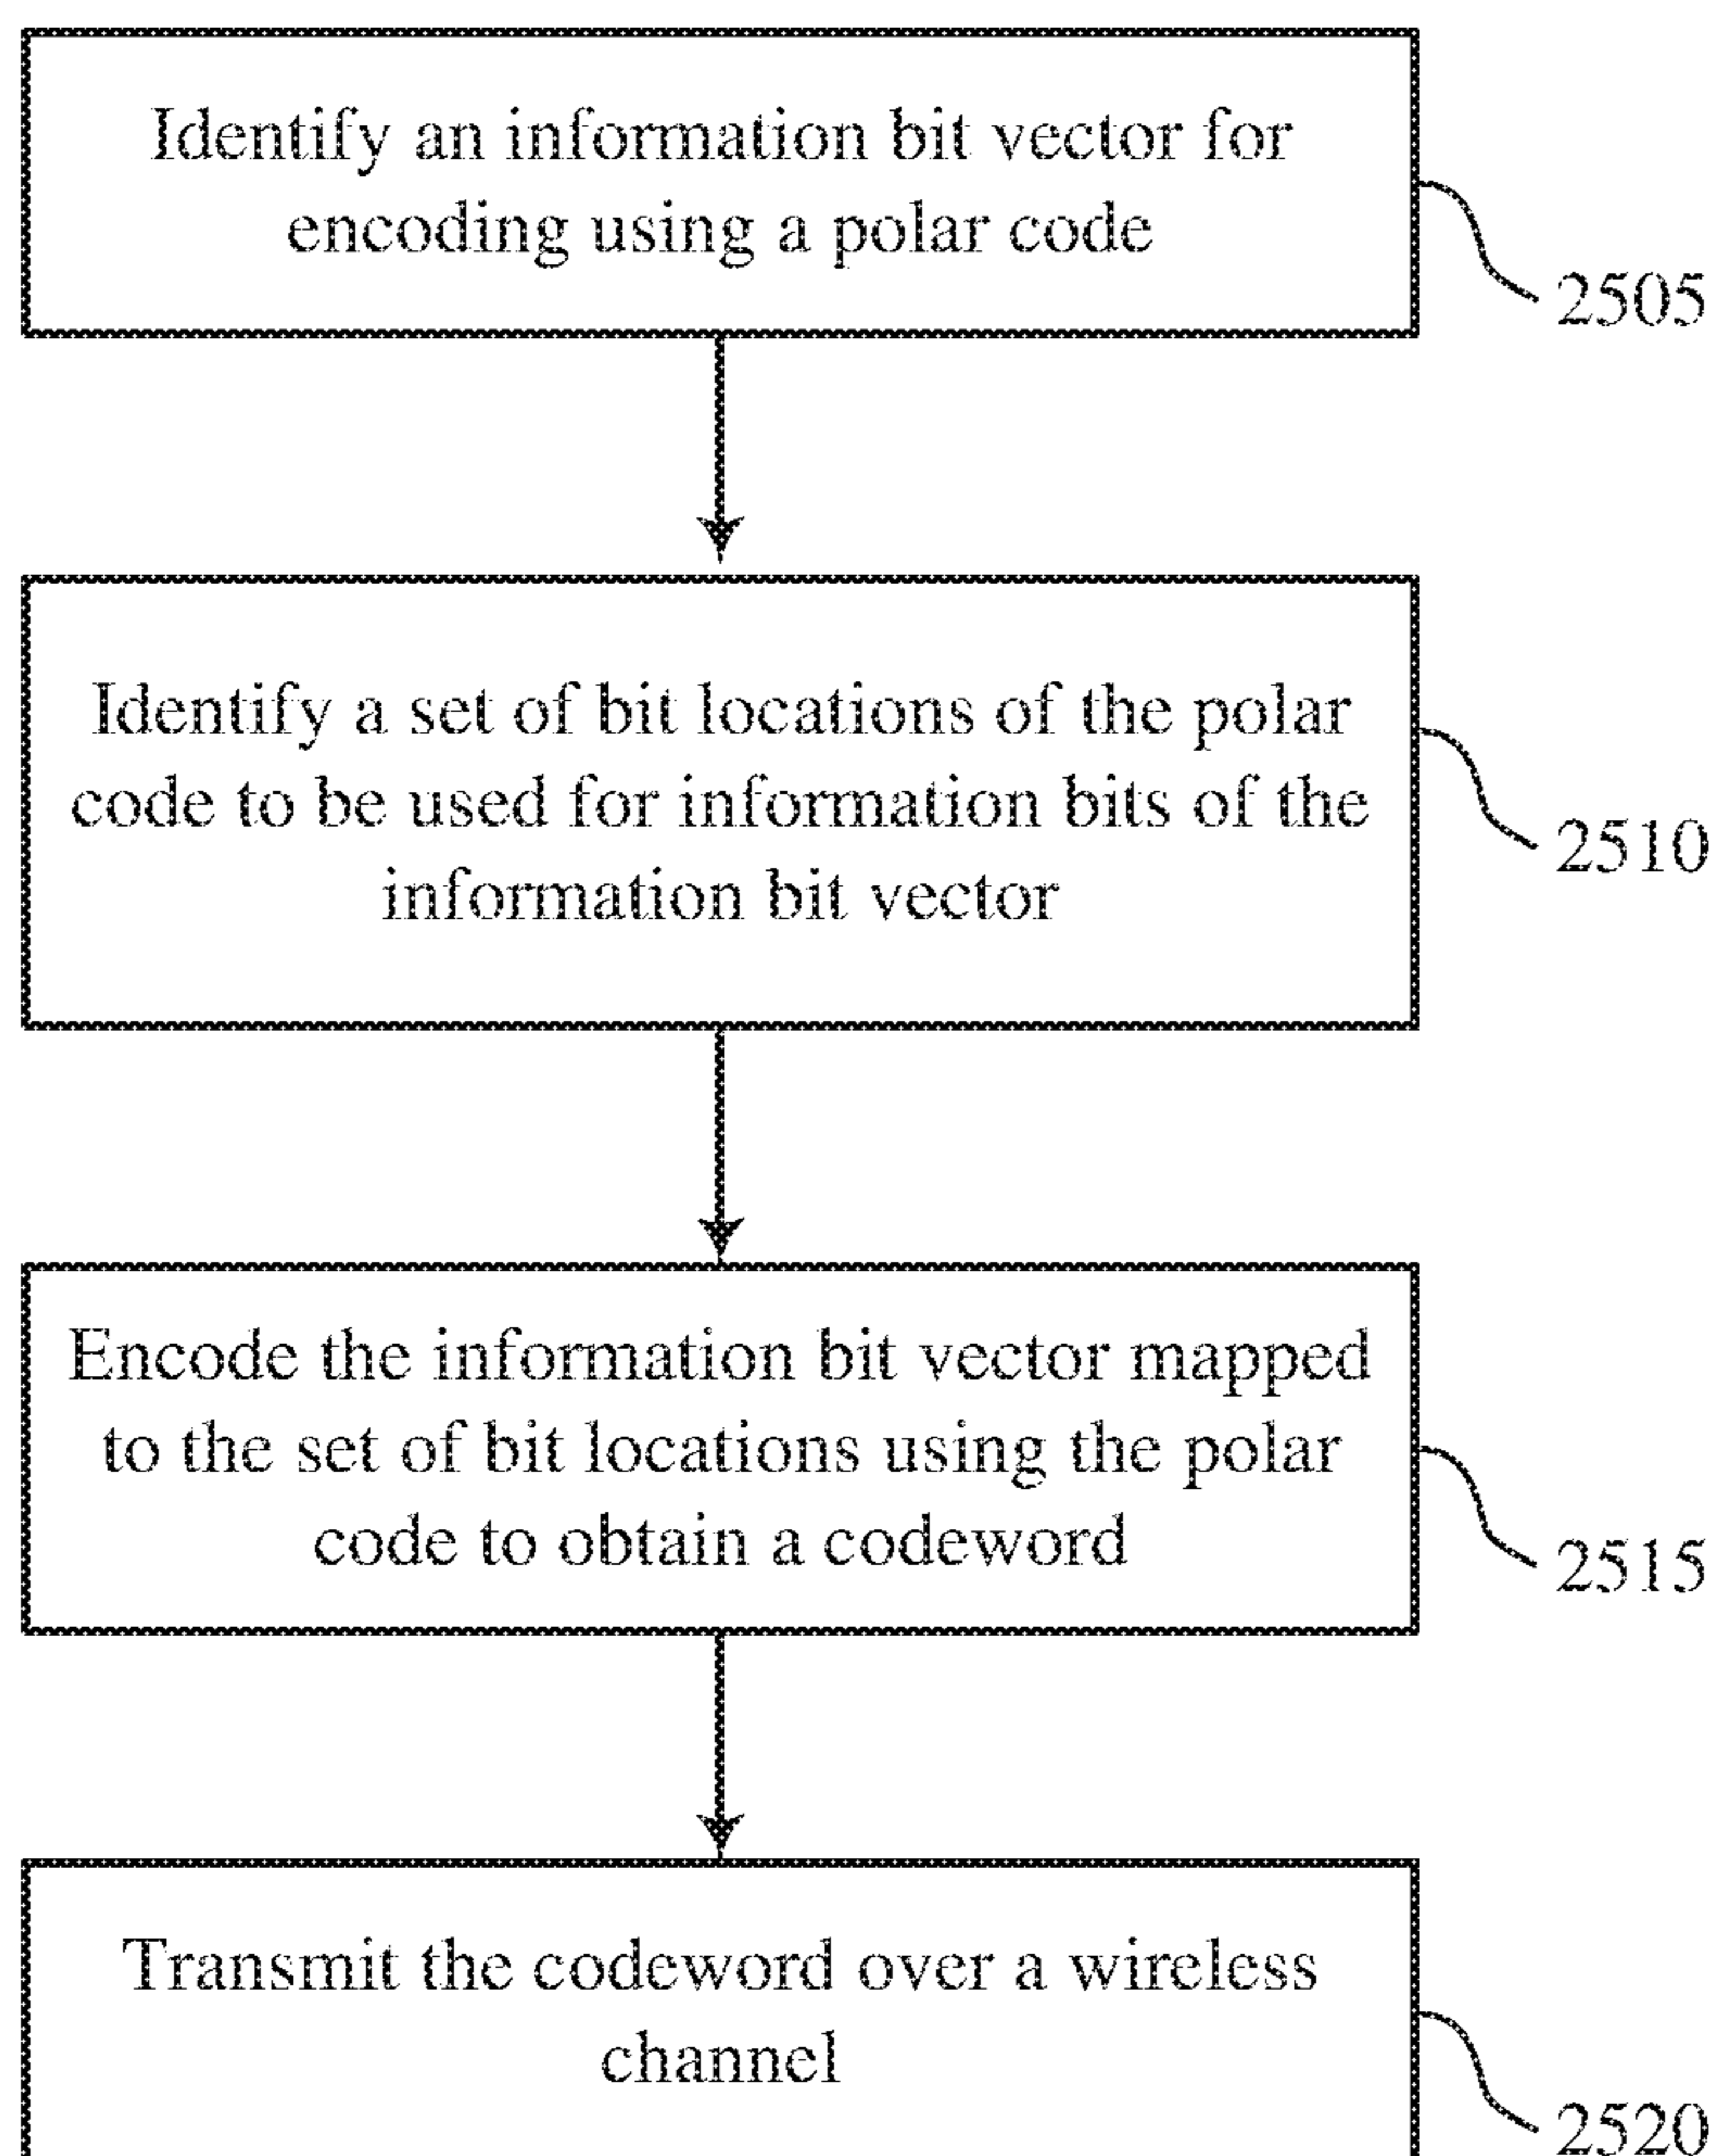 Identify an information bit vector for
encoding using a polar code
2505
Identify a set of bit locations of the polar
code to be used for information bits of the
information bit vector
2510
Encode the information bit vector mapped
to the set of bit locations using the polar
code to obtain a codeword
2515
Transmit the codeword over a wireless
channel
2520